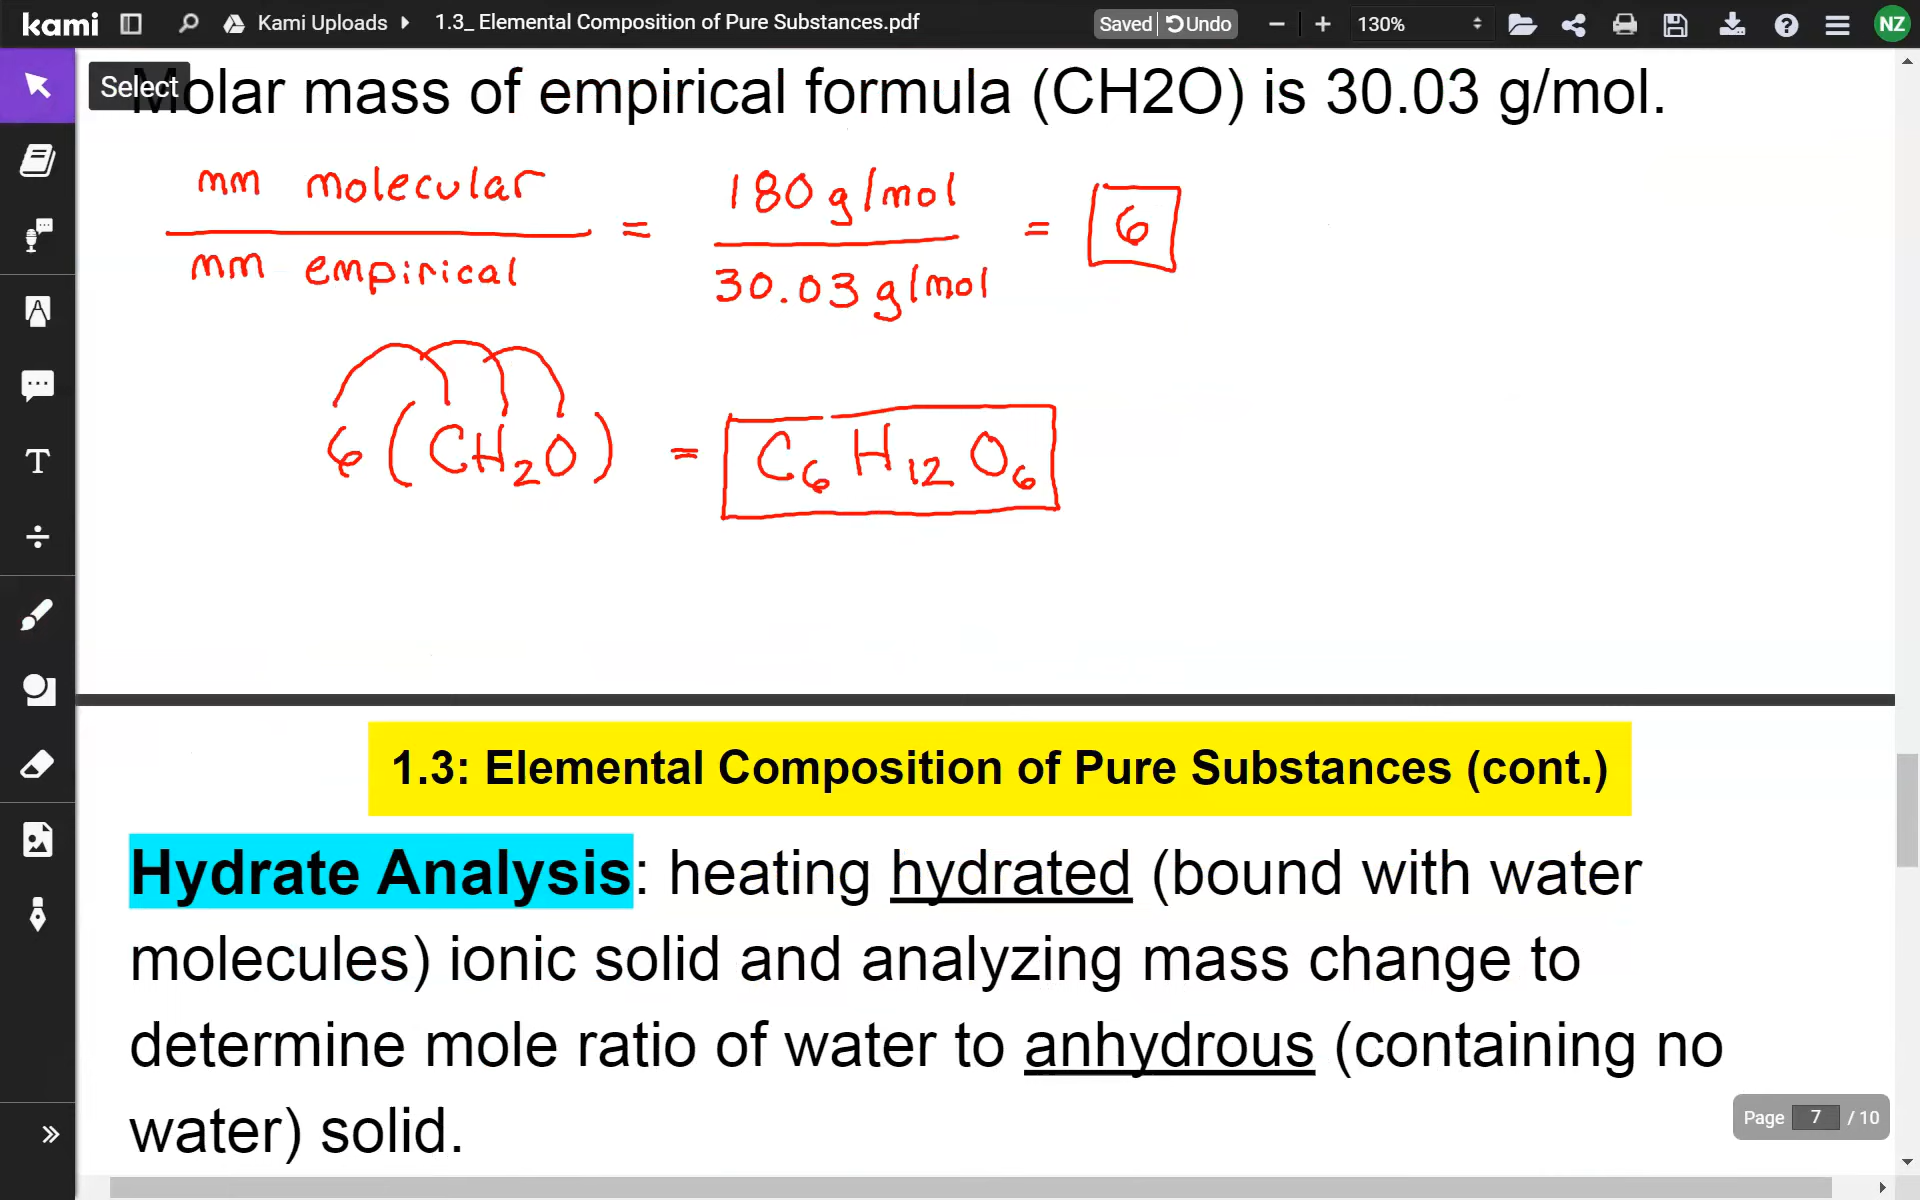 kami Kami Uploads 1.3_ Elemental Composition of Pure Substances.pdf Saved Undo 130% NZ
Select
Molar mass of empirical formula (CH2O) is 30.03 g/mol.
mm molecular
mm empirical
=
180 g/mol
30.03 g/mol
= 6
6 (CH₂O) = C₆ H₁₂ O₆
1.3: Elemental Composition of Pure Substances (cont.)
Hydrate Analysis: heating hydrated (bound with water
molecules) ionic solid and analyzing mass change to
determine mole ratio of water to anhydrous (containing no
water) solid.
Page 7 / 10